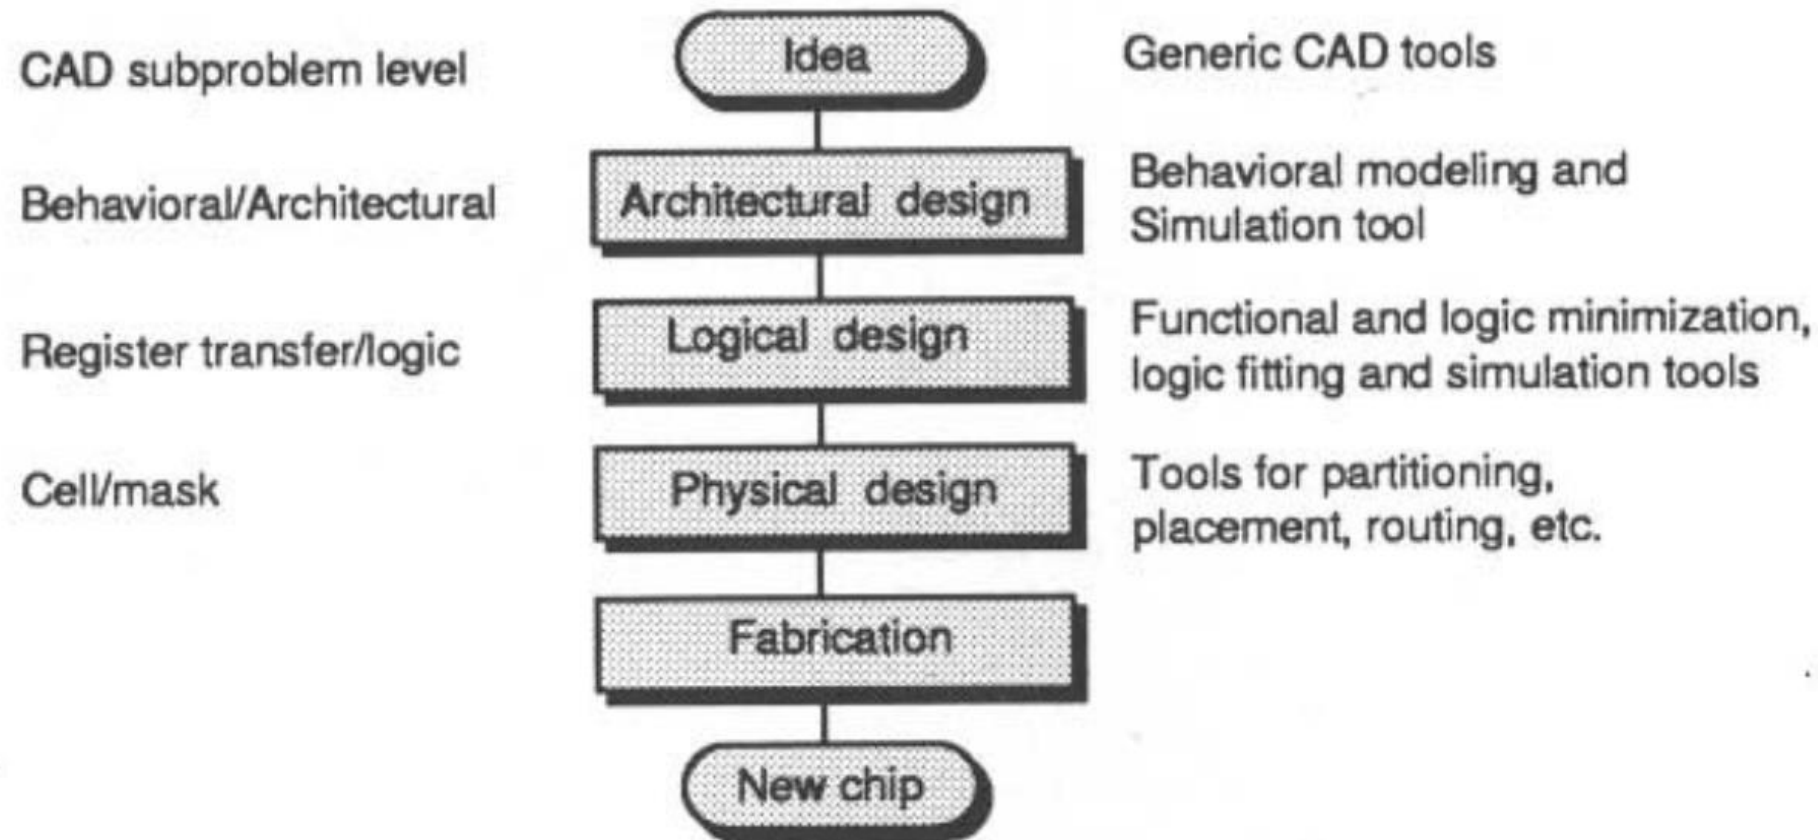 CAD subproblem level
Idea
Generic CAD tools
Behavioral/Architectural
Architectural design
Behavioral modeling and
Simulation tool
Register transfer/logic
Logical design
Functional and logic minimization,
logic fitting and simulation tools
Cell/mask
Physical design
Tools for partitioning,
placement, routing, etc.
Fabrication
New chip